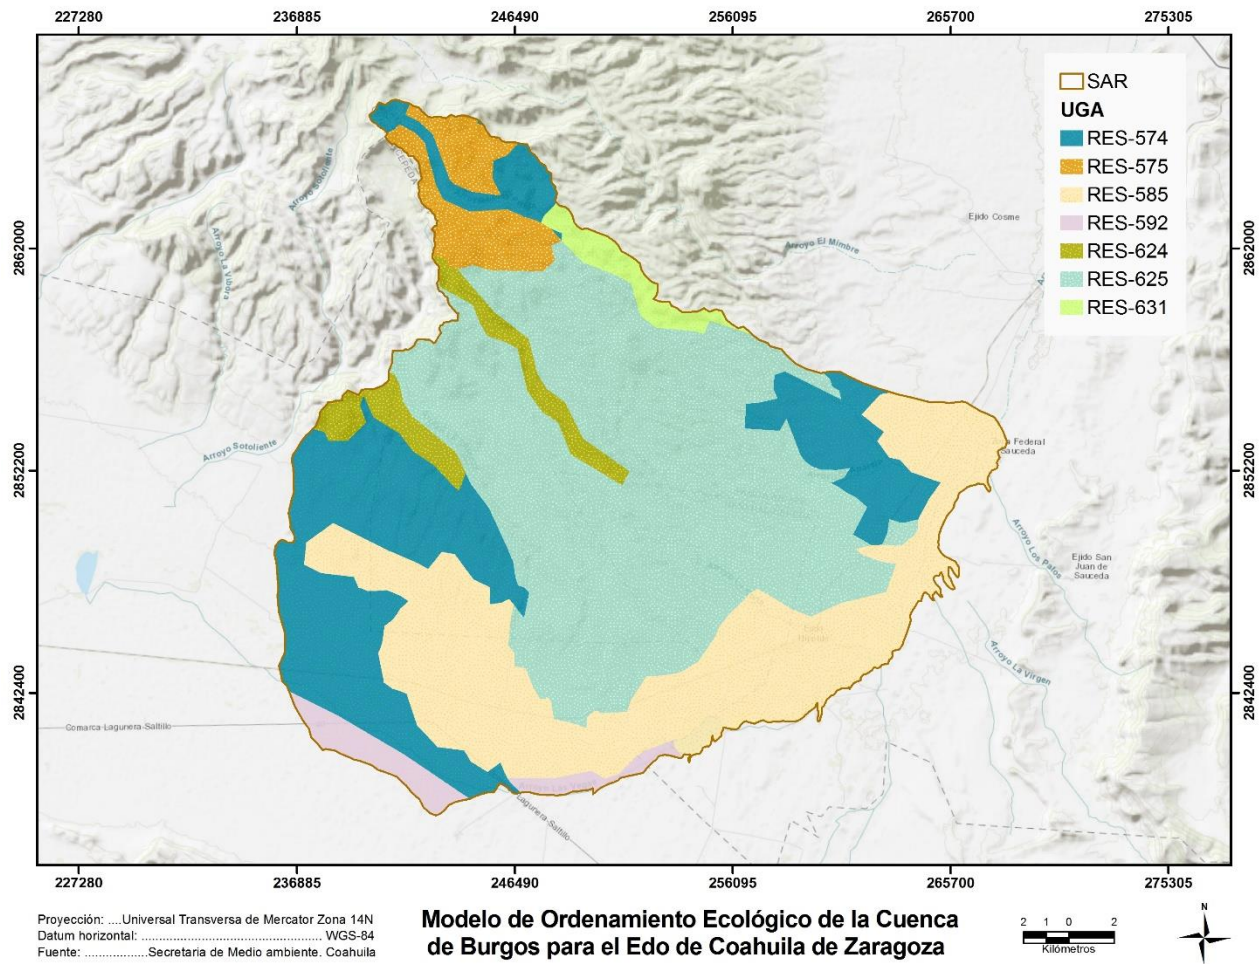 227280 236885 246490 256095 265700 275305
SAR
UGA
RES-574
RES-575
RES-585
RES-592
RES-624
RES-625
RES-631
2862000
2852200
2842400
2862000
2852200
2842400
Arroyo Sotoliente
Arroyo La Vibora
Arroyo Sotoliente
Ejido Cosme
Arroyo El Mimbre
Federal
Sauceda
Arroyo Los Palos
Ejido San
Juan de
Sauceda
Arroyo La Virgen
Comarca Lagunera-Saltillo
Lagunera-Saltillo
227280 236885 246490 256095 265700 275305
Proyección: ....Universal Transversa de Mercator Zona 14N
Datum horizontal: ................................................... WGS-84
Fuente: .................Secretaria de Medio ambiente. Coahuila
Modelo de Ordenamiento Ecológico de la Cuenca
de Burgos para el Edo de Coahuila de Zaragoza
2 1 0 2
Kilómetros
N